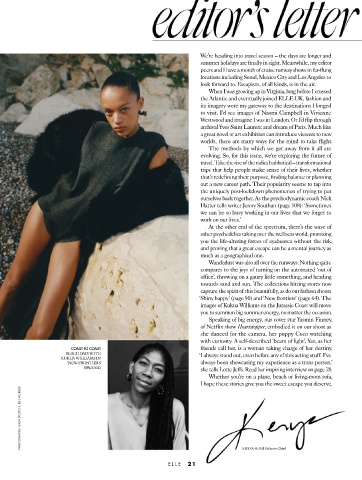 editor's letter
We're heading into travel season – the days are longer and
summer holidays are finally in sight. Meanwhile, my editor
peers and I have a month of cruise runway shows in far-flung
locations including Seoul, Mexico City and Los Angeles to
look forward to. Escapism, of all kinds, is in the air.
When I was growing up in Virginia, long before I crossed
the Atlantic and eventually joined ELLE UK, fashion and
its imagery were my gateway to the destinations I longed
to visit. I'd see images of Naomi Campbell in Vivienne
Westwood and imagine I was in London. Or I'd flip through
archival Yves Saint Laurent and dream of Paris. Much like
a great novel or art exhibition can introduce viewers to new
worlds, there are many ways for the mind to take flight.
The methods by which we get away from it all are
evolving. So, for this issue, we're exploring the future of
travel. Take the rise of the radical sabbatical – transformational
trips that help people make sense of their lives, whether
that's redefining their purpose, finding balance or planning
out a new career path. Their popularity seems to tap into
the uniquely post-lockdown phenomenon of trying to put
ourselves back together. As the psychodynamic coach Nick
Hatter tells writer Jenny Southan (page 108): 'Sometimes
we can be so busy working in our lives that we forget to
work on our lives.'
At the other end of the spectrum, there's the wave of
sober psychedelics taking over the wellness world, promising
you the life-altering forces of ayahuasca without the risk,
and proving that a great escape can be a mental journey as
much as a geographical one.
Wanderlust was also all over the runways. Nothing quite
compares to the joys of turning on the automated 'out of
office', throwing on a gauzy little something, and heading
towards sand and sun. The collections hitting stores now
capture the spirit of this beautifully, as do our fashion shoots
'Shiny happy' (page 90) and 'New frontiers' (page 64). The
images of Kukua Williams on the Jurassic Coast will move
you to summon big summer energy, no matter the occasion.
Speaking of big energy, our cover star Yasmin Finney,
of Netflix show Heartstopper, embodied it on our shoot as
she danced for the camera, her puppy Coco watching
with curiosity. A self-described 'beam of light', Yaz, as her
friends call her, is a woman taking charge of her destiny.
'I always stood out, even before any of this acting stuff. I've
always been showcasing my experience as a trans person,'
she tells Lotte Jeffs. Read her inspiring interview on page 78.
Whether you're on a plane, beach or living-room sofa,
I hope these stories give you the sweet escape you deserve.
COAST TO COAST
KUKUA WILLIAMS IN
'NEW FRONTIERS'
Kenya
KENYA HUNT Editor-in-Chief
ELLE 21